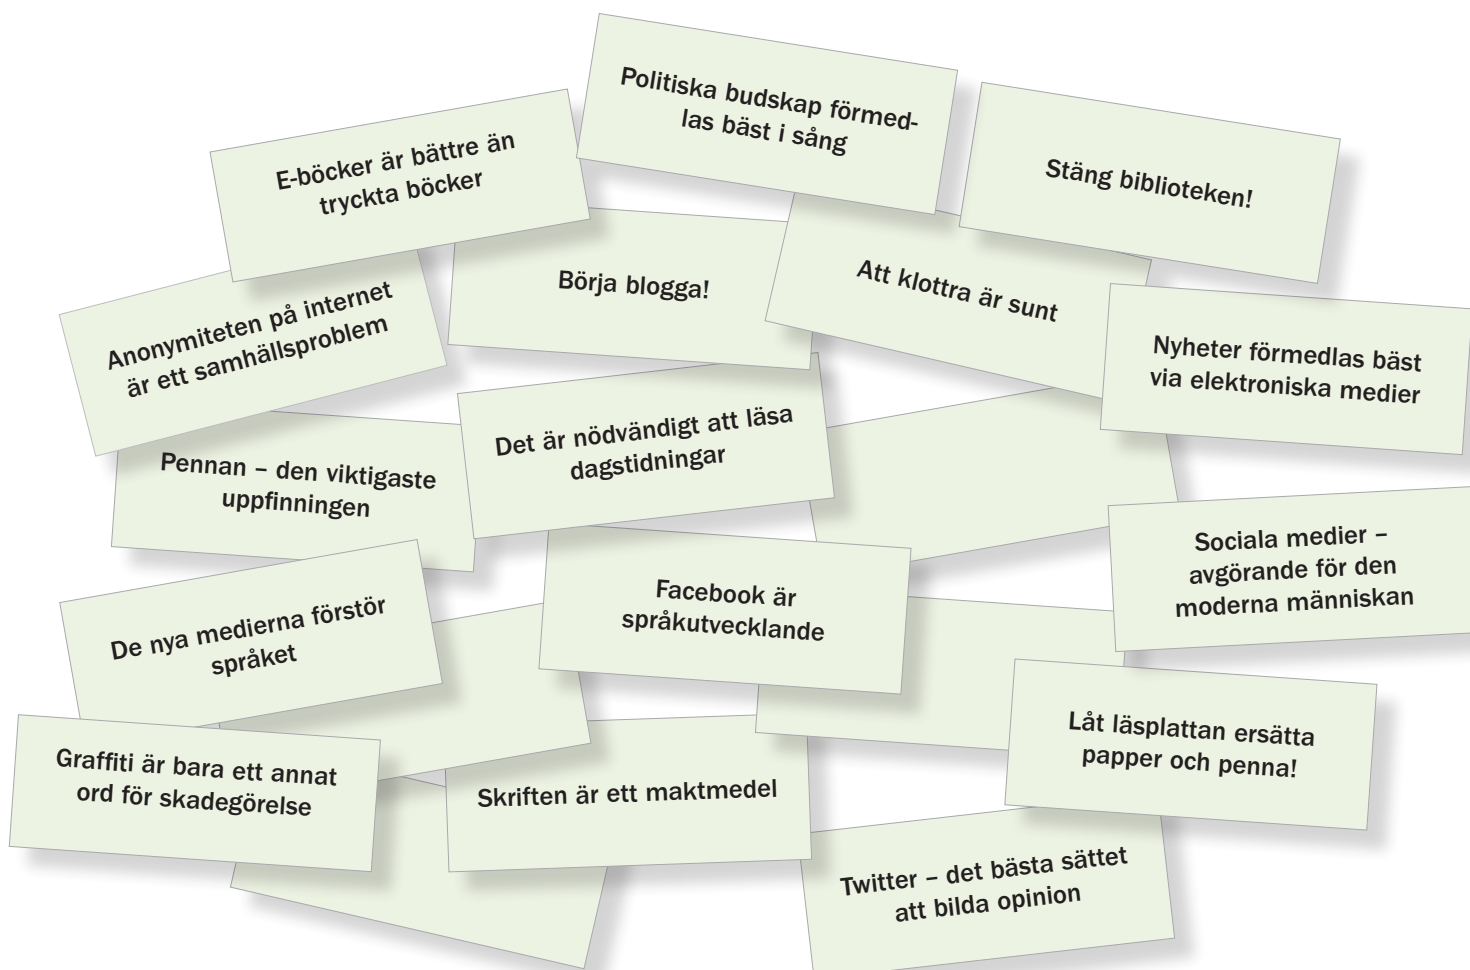 Politiska budskap förmed-
las bäst i sång
E-böcker är bättre än
tryckta böcker
Stäng biblioteken!
Anonymiteten på internet
är ett samhällsproblem
Börja blogga!
Att klottra är sunt
Nyheter förmedlas bäst
via elektroniska medier
Pennan – den viktigaste
uppfinningen
Det är nödvändigt att läsa
dagstidningar
Sociala medier –
avgörande för den
moderna människan
De nya medierna förstör
språket
Facebook är
språkutvecklande
Låt läsplattan ersätta
papper och penna!
Graffiti är bara ett annat
ord för skadegörelse
Skriften är ett maktmedel
Twitter – det bästa sättet
att bilda opinion